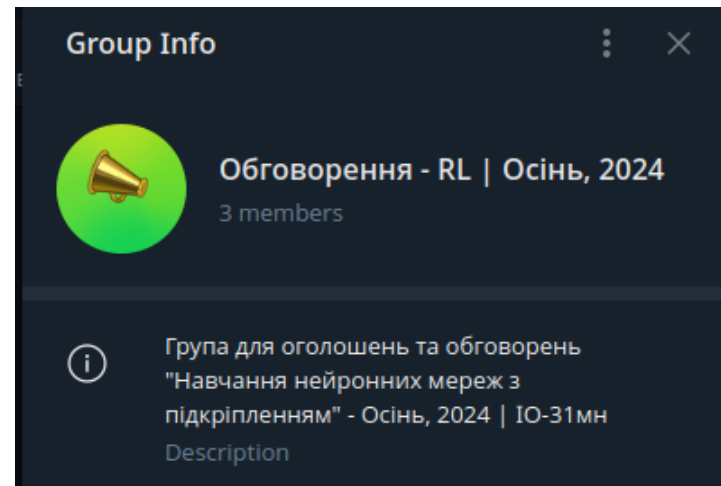 Group Info
Обговорення - RL | Осінь, 2024
3 members
Група для оголошень та обговорень
"Навчання нейронних мереж з
підкріпленням" - Осінь, 2024 | ІО-31мн
Description